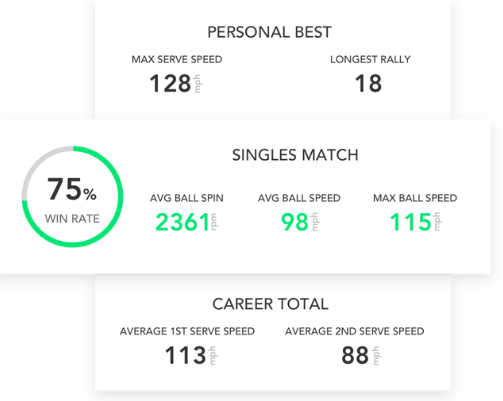 PERSONAL BEST
MAX SERVE SPEED LONGEST RALLY
128 mph 18
SINGLES MATCH
75%
WIN RATE
AVG BALL SPIN AVG BALL SPEED MAX BALL SPEED
2361 rpm 98 mph 115 mph
CAREER TOTAL
AVERAGE 1ST SERVE SPEED AVERAGE 2ND SERVE SPEED
113 mph 88 mph